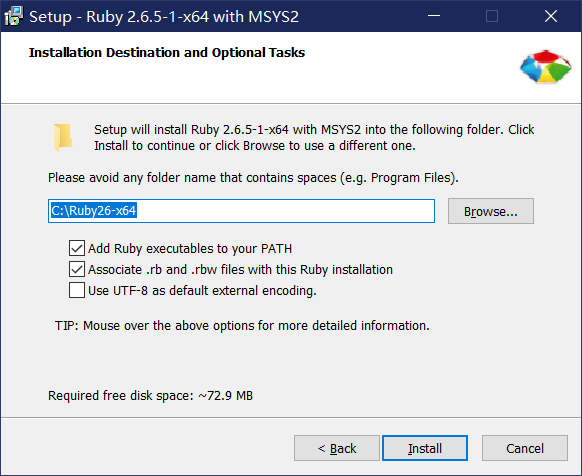 Setup - Ruby 2.6.5-1-x64 with MSYS2
Installation Destination and Optional Tasks
Setup will install Ruby 2.6.5-1-x64 with MSYS2 into the following folder. Click
Install to continue or click Browse to use a different one.
Please avoid any folder name that contains spaces (e.g. Program Files).
C:\Ruby26-x64
Browse...
Add Ruby executables to your PATH
Associate .rb and .rbw files with this Ruby installation
Use UTF-8 as default external encoding.
TIP: Mouse over the above options for more detailed information.
Required free disk space: ~72.9 MB
< Back
Install
Cancel